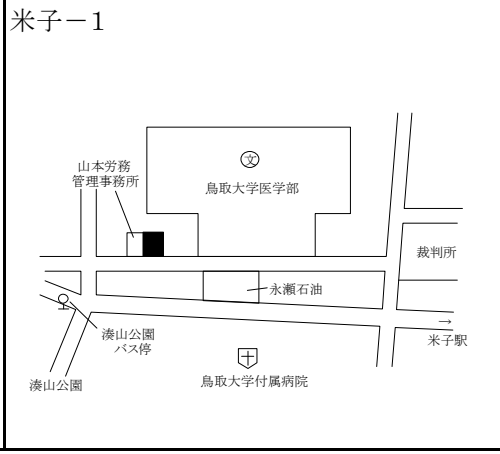 米子－1
山本労務
管理事務所
文
鳥取大学医学部
裁判所
永瀬石油
→
米子駅
湊山公園
バス停
湊山公園
鳥取大学付属病院